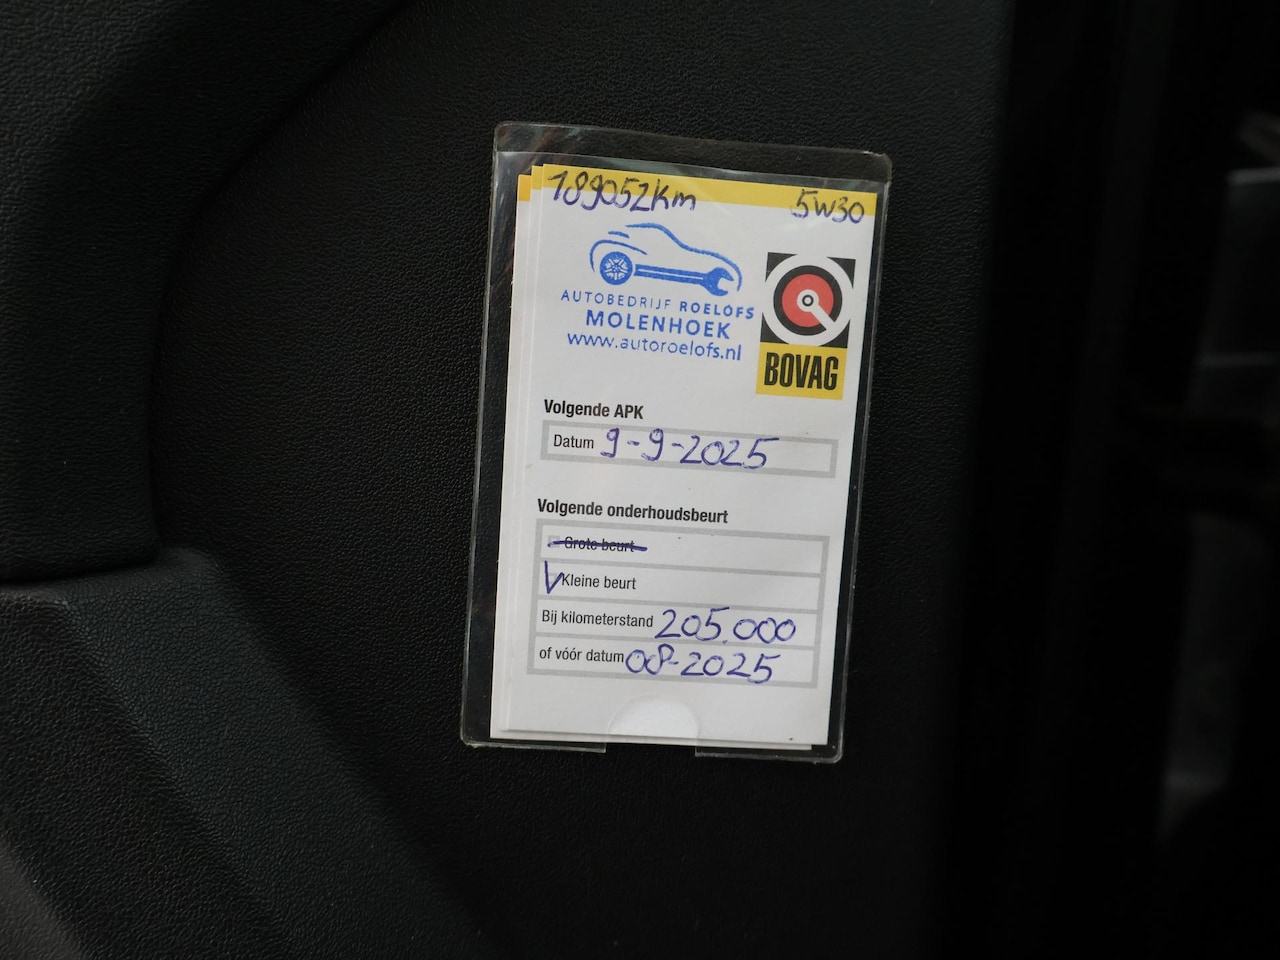 189052km 5w30
AUTOBEDRIJF ROELOFS
MOLENHOEK
www.autoroelofs.nl
BOVAG
Volgende APK
Datum 9-9-2025
Volgende onderhoudsbeurt
Grote beurt
Kleine beurt
Bij kilometerstand 205.000
of vóór datum 08-2025